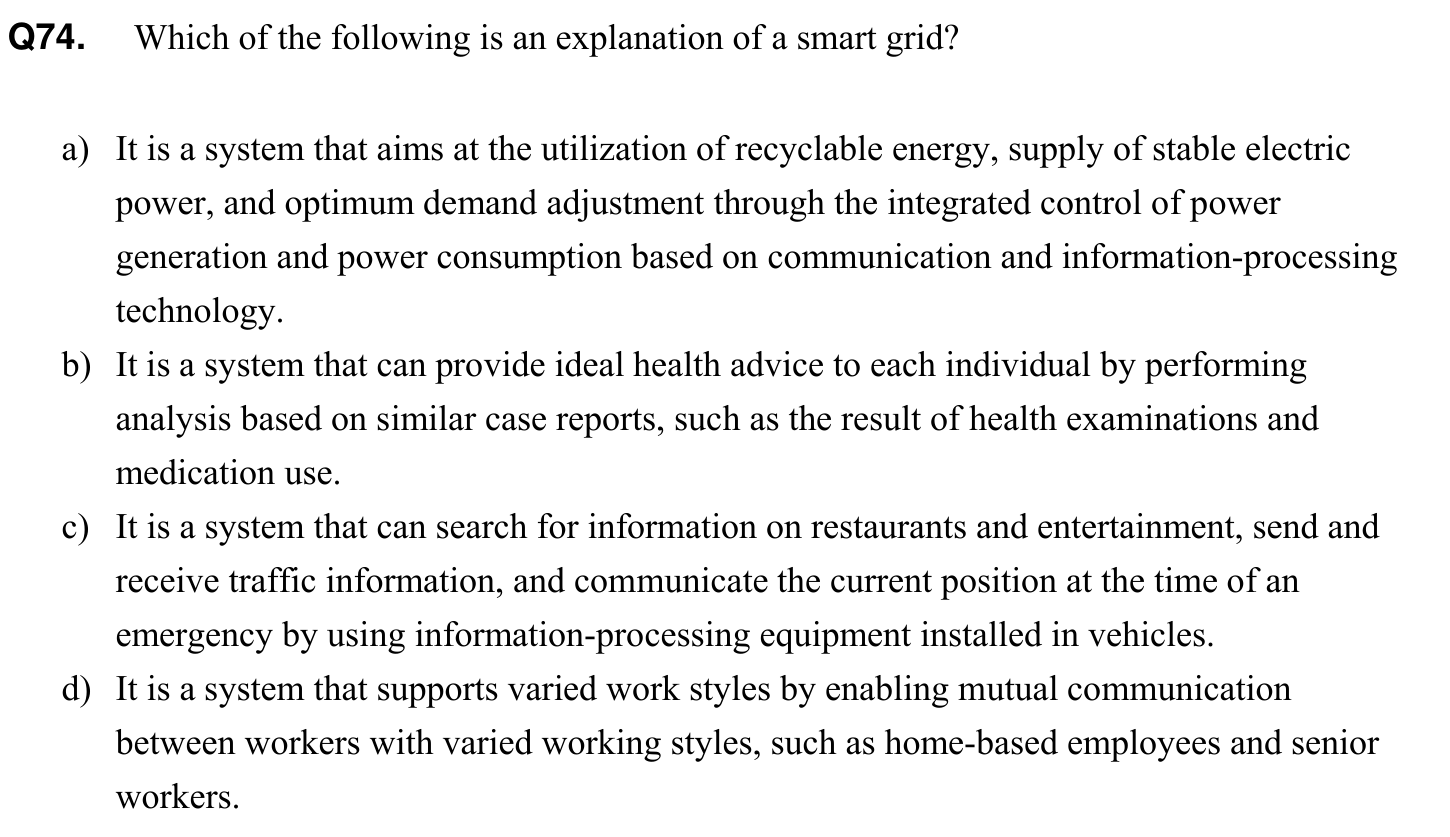 Q74. Which of the following is an explanation of a smart grid?
a) It is a system that aims at the utilization of recyclable energy, supply of stable electric
power, and optimum demand adjustment through the integrated control of power
generation and power consumption based on communication and information-processing
technology.
b) It is a system that can provide ideal health advice to each individual by performing
analysis based on similar case reports, such as the result of health examinations and
medication use.
c) It is a system that can search for information on restaurants and entertainment, send and
receive traffic information, and communicate the current position at the time of an
emergency by using information-processing equipment installed in vehicles.
d) It is a system that supports varied work styles by enabling mutual communication
between workers with varied working styles, such as home-based employees and senior
workers.